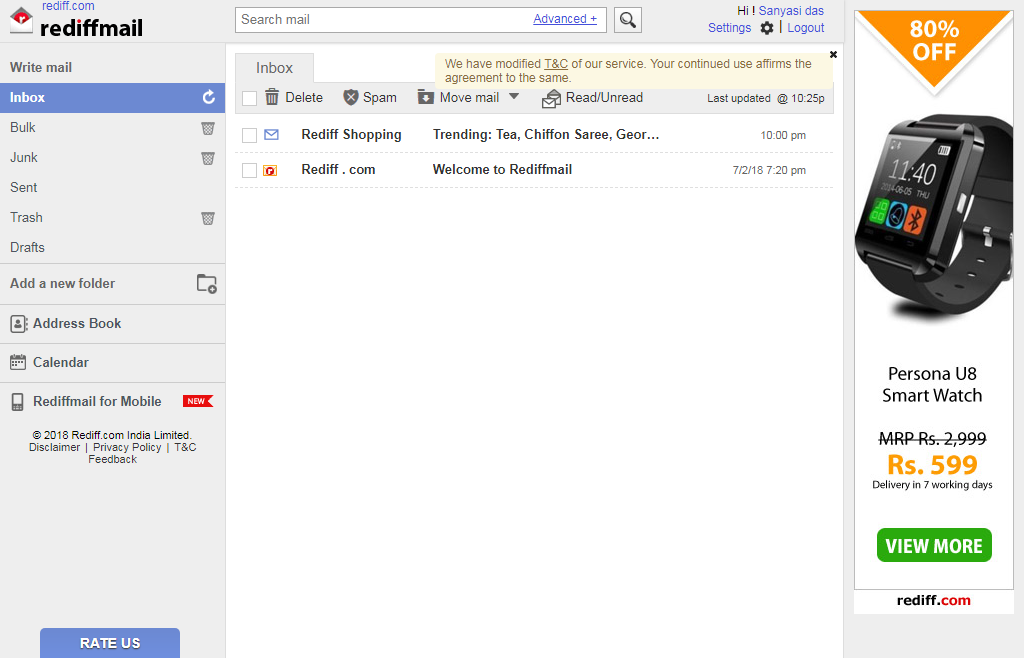 rediff.com
rediffmail
Search mail
Advanced +
Hi ! Sanyasi das
Settings | Logout
Write mail
Inbox
Bulk
Junk
Sent
Trash
Drafts
Add a new folder
Address Book
Calendar
Rediffmail for Mobile NEW
© 2018 Rediff.com India Limited.
Disclaimer | Privacy Policy | T&C
Feedback
RATE US
Inbox
We have modified T&C of our service. Your continued use affirms the
agreement to the same.
Delete Spam Move mail Read/Unread Last updated @ 10:25p
Rediff Shopping Trending: Tea, Chiffon Saree, Geor… 10:00 pm
Rediff . com Welcome to Rediffmail 7/2/18 7:20 pm
80%
OFF
11:40
2014-06-05 THU
Persona U8
Smart Watch
MRP Rs. 2,999
Rs. 599
Delivery in 7 working days
VIEW MORE
rediff.com